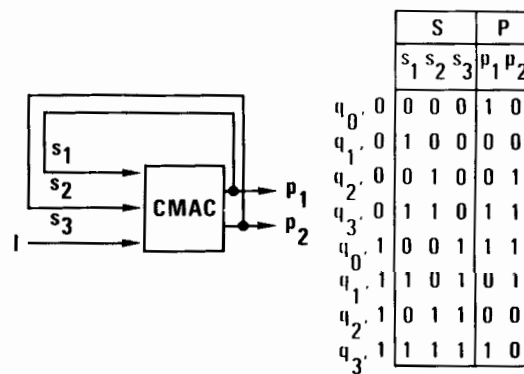 S P
s1 s2 s3 p1 p2
q0, 0 0 0 0 1 0
q1, 0 1 0 0 0 0
q2, 0 0 1 0 0 1
q3, 0 1 1 0 1 1
q0, 1 0 0 1 1 1
q1, 1 1 0 1 0 1
q2, 1 0 1 1 0 0
q3, 1 1 1 1 1 0
s1
s2
s3
I
CMAC
p1
p2